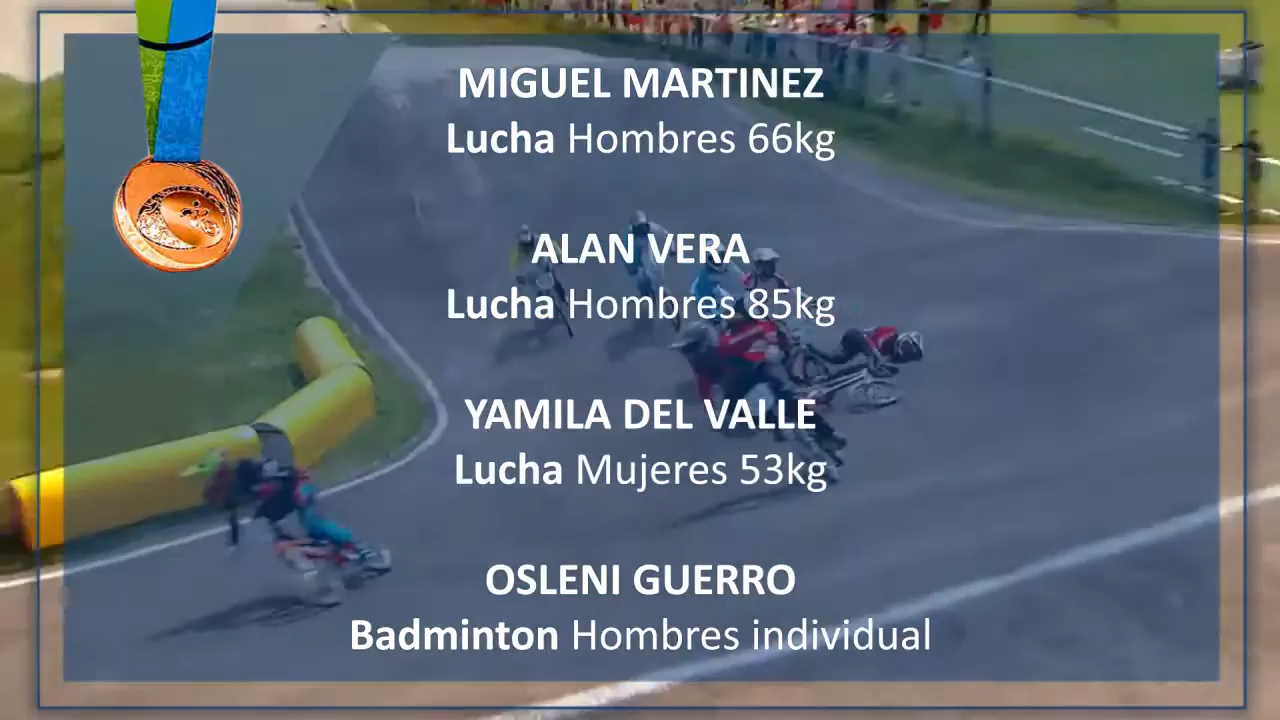 MIGUEL MARTINEZ
Lucha Hombres 66kg
ALAN VERA
Lucha Hombres 85kg
YAMILA DEL VALLE
Lucha Mujeres 53kg
OSLENI GUERRO
Badminton Hombres individual